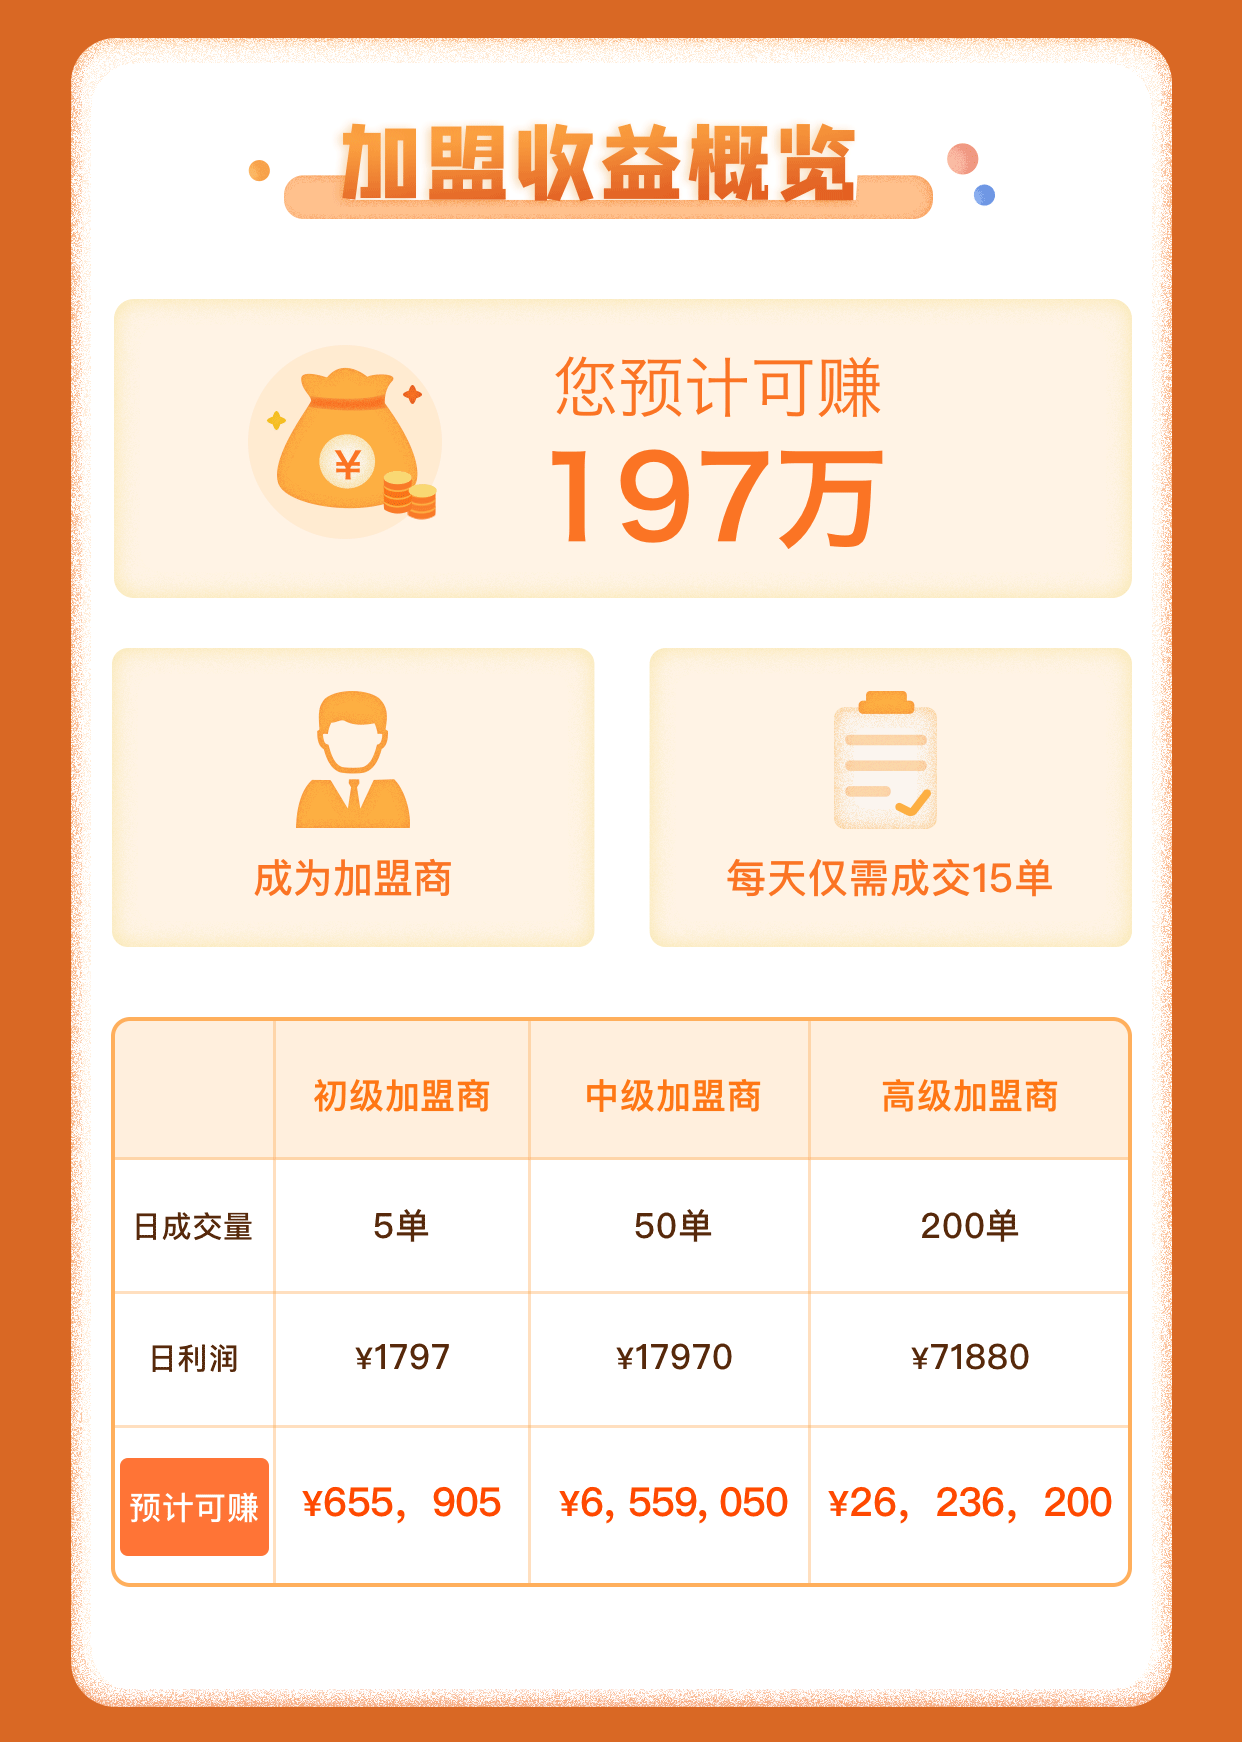 加盟收益概览
¥
您预计可赚
197万
成为加盟商
每天仅需成交15单
初级加盟商 中级加盟商 高级加盟商
日成交量 5单 50单 200单
日利润 ¥1797 ¥17970 ¥71880
预计可赚 ¥655，905 ¥6, 559, 050 ¥26，236，200